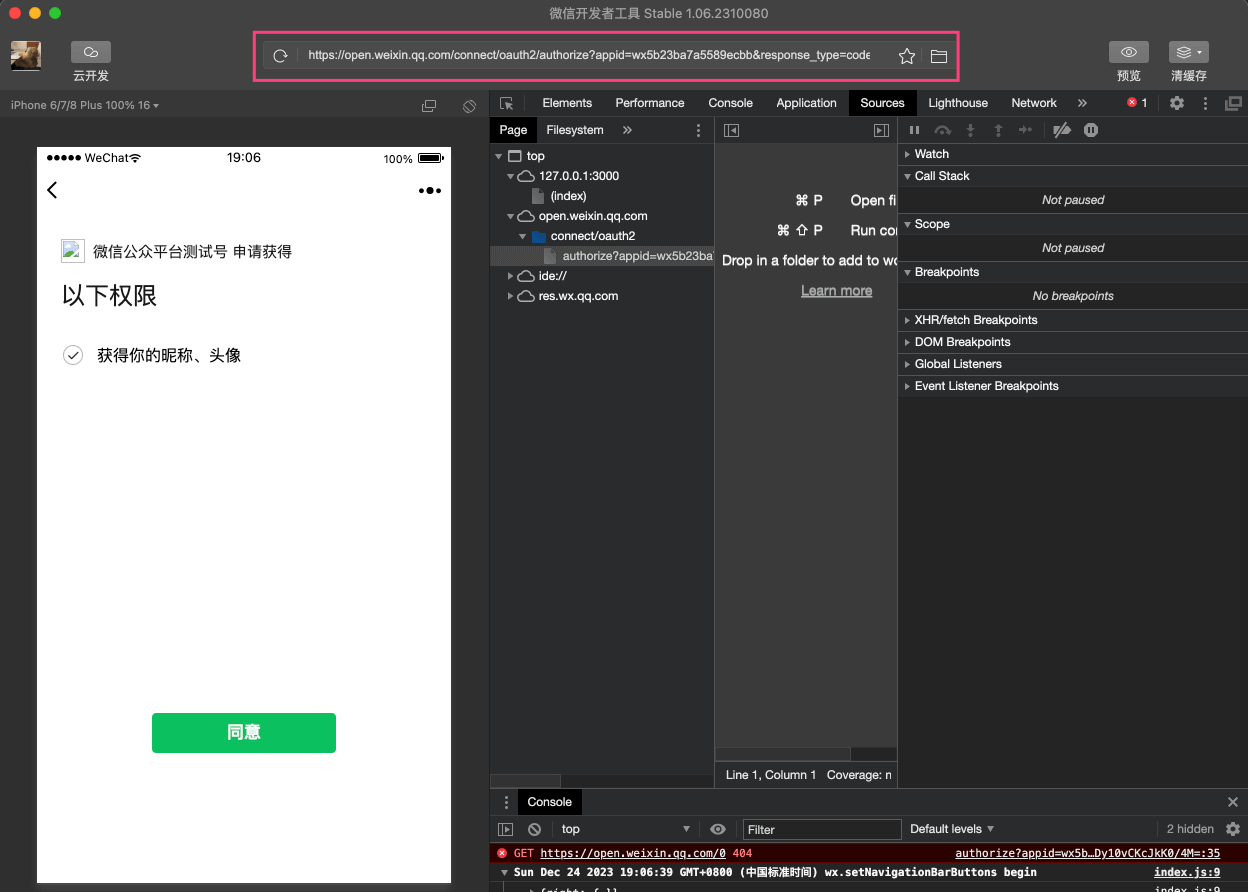 微信开发者工具 Stable 1.06.2310080
云开发
https://open.weixin.qq.com/connect/oauth2/authorize?appid=wx5b23ba7a5589ecbb&response_type=code
预览
清缓存
iPhone 6/7/8 Plus 100% 16
WeChat
19:06
100%
微信公众平台测试号 申请获得
以下权限
获得你的昵称、头像
同意
Elements Performance Console Application Sources Lighthouse Network » 1
Page Filesystem »
top
127.0.0.1:3000
(index)
open.weixin.qq.com
connect/oauth2
authorize?appid=wx5b23ba
ide://
res.wx.qq.com
⌘ P Open fi
⌘ ⇧ P Run co
Drop in a folder to add to wo
Learn more
Line 1, Column 1 Coverage: n
Watch
Call Stack
Not paused
Scope
Not paused
Breakpoints
No breakpoints
XHR/fetch Breakpoints
DOM Breakpoints
Global Listeners
Event Listener Breakpoints
Console
top
Filter
Default levels
2 hidden
GET https://open.weixin.qq.com/0 404 authorize?appid=wx5b…Dy10vCKcJkK0/4M=:35
Sun Dec 24 2023 19:06:39 GMT+0800 (中国标准时间) wx.setNavigationBarButtons begin index.js:9